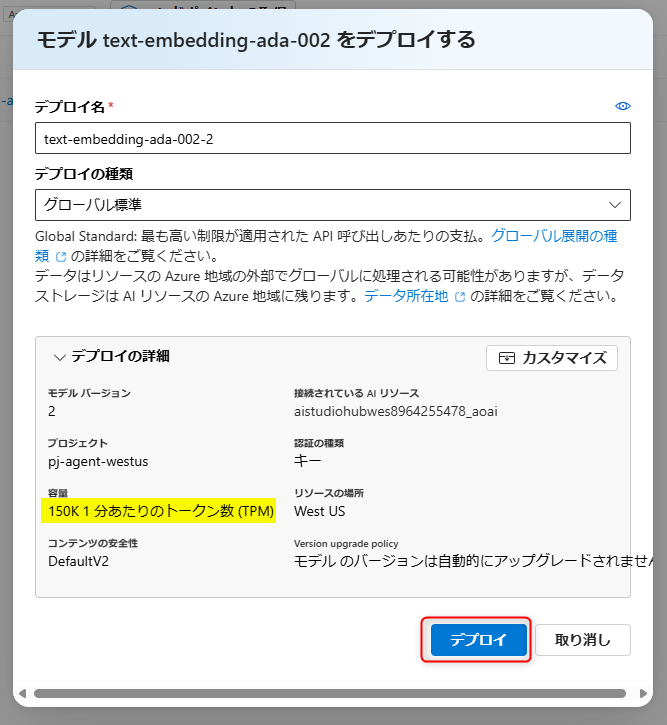 モデル text-embedding-ada-002 をデプロイする
デプロイ名 *
text-embedding-ada-002-2
デプロイの種類
グローバル標準
Global Standard: 最も高い制限が適用された API 呼び出しあたりの支払。グローバル展開の種
類 の詳細をご覧ください。
データはリソースの Azure 地域の外部でグローバルに処理される可能性がありますが、データ
ストレージは AI リソースの Azure 地域に残ります。データ所在地 の詳細をご覧ください。
デプロイの詳細
カスタマイズ
モデル バージョン
2
接続されている AI リソース
aistudiohubwes8964255478_aoai
プロジェクト
pj-agent-westus
認証の種類
キー
容量
150K 1 分あたりのトークン数 (TPM)
リソースの場所
West US
コンテンツの安全性
DefaultV2
Version upgrade policy
モデル のバージョンは自動的にアップグレードされません
デプロイ
取り消し